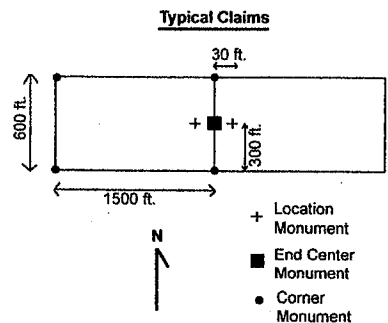 Typical Claims
30 ft.
600 ft.
300 ft.
1500 ft.
N
Location
Monument
End Center
Monument
Corner
Monument